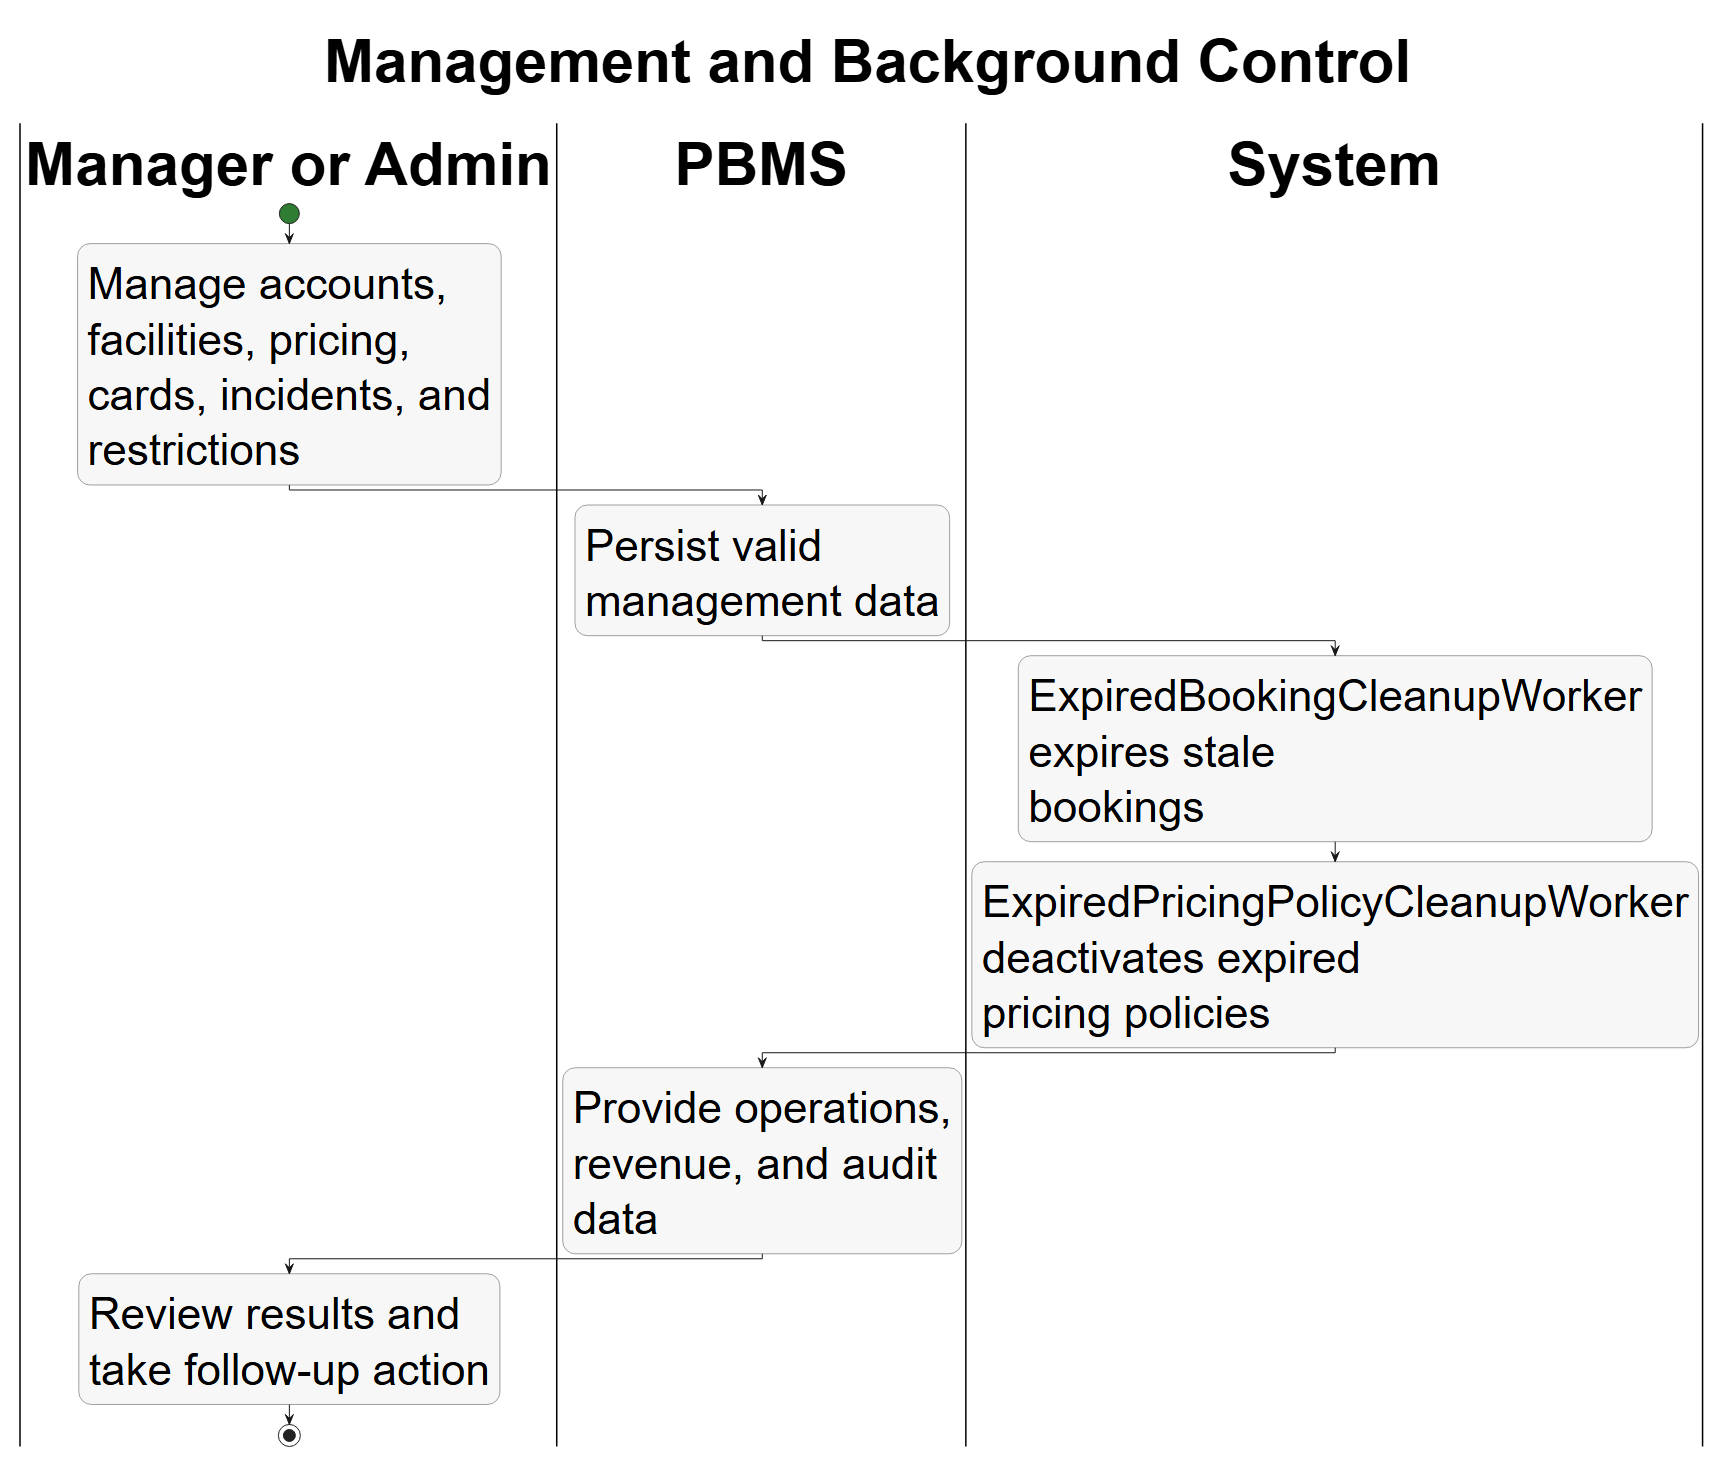 Management and Background Control
Manager or Admin
PBMS
System
Manage accounts,
facilities, pricing,
cards, incidents, and
restrictions
Persist valid
management data
ExpiredBookingCleanupWorker
expires stale
bookings
ExpiredPricingPolicyCleanupWorker
deactivates expired
pricing policies
Provide operations,
revenue, and audit
data
Review results and
take follow-up action